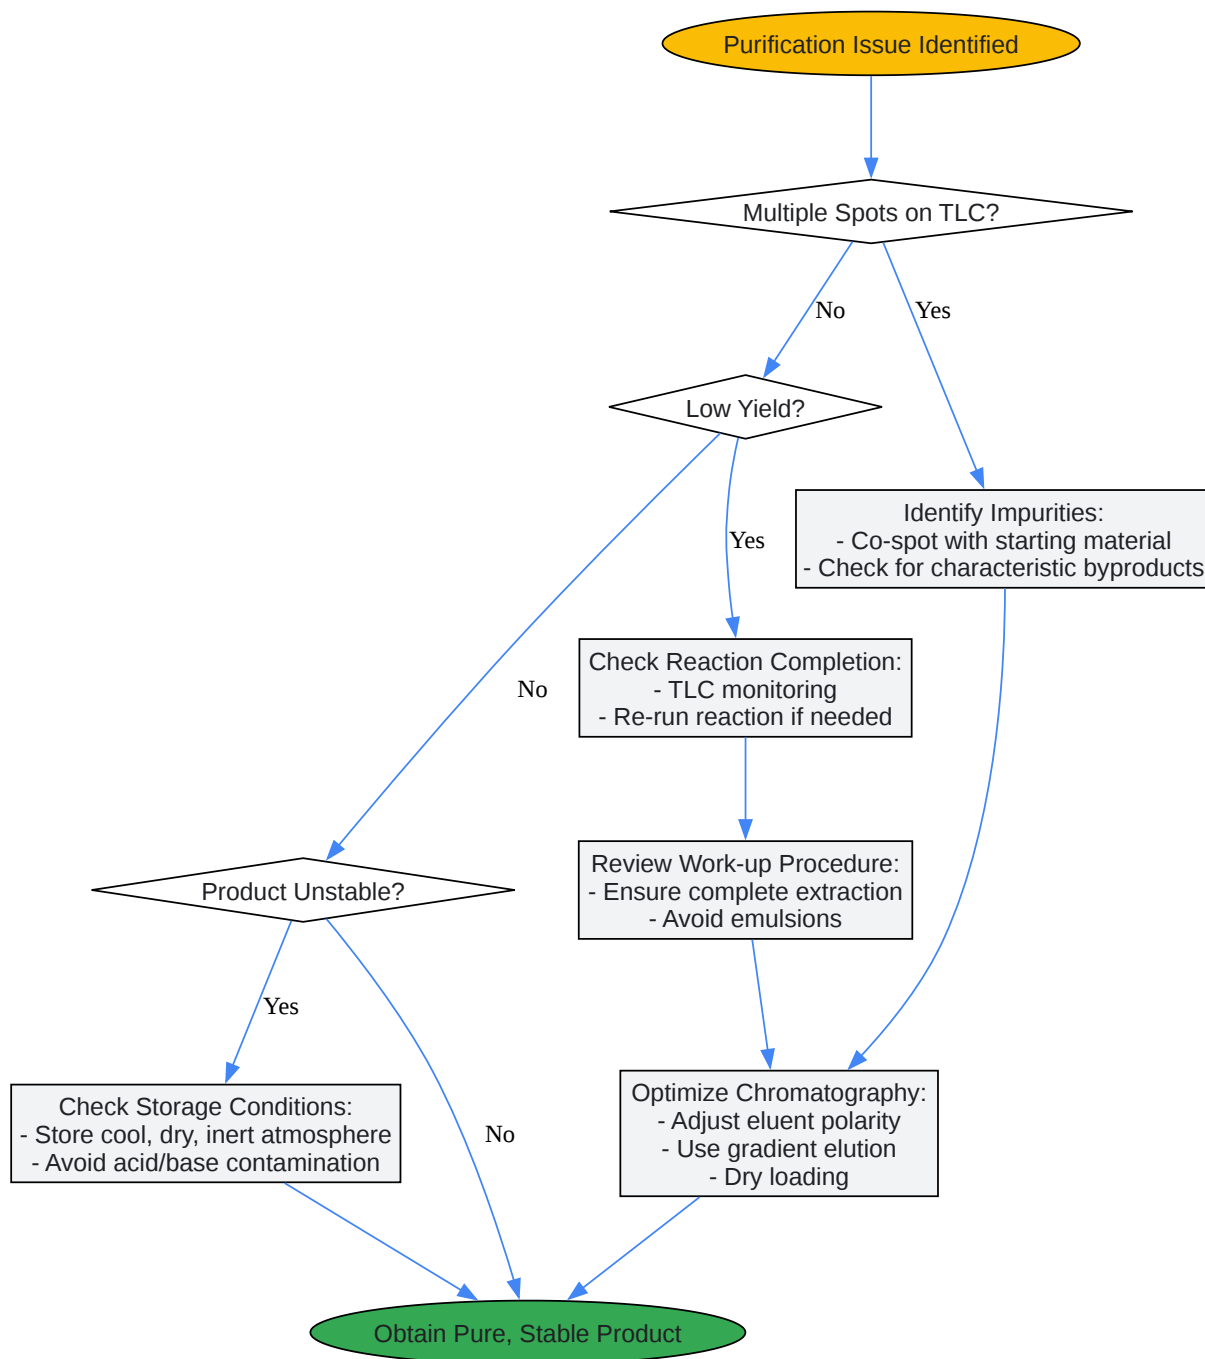 Purification Issue Identified
Multiple Spots on TLC?
No
Yes
Low Yield?
Identify Impurities:
- Co-spot with starting material
- Check for characteristic byproducts
Yes
No
Check Reaction Completion:
- TLC monitoring
- Re-run reaction if needed
Review Work-up Procedure:
- Ensure complete extraction
- Avoid emulsions
Product Unstable?
Yes
No
Check Storage Conditions:
- Store cool, dry, inert atmosphere
- Avoid acid/base contamination
Optimize Chromatography:
- Adjust eluent polarity
- Use gradient elution
- Dry loading
Obtain Pure, Stable Product